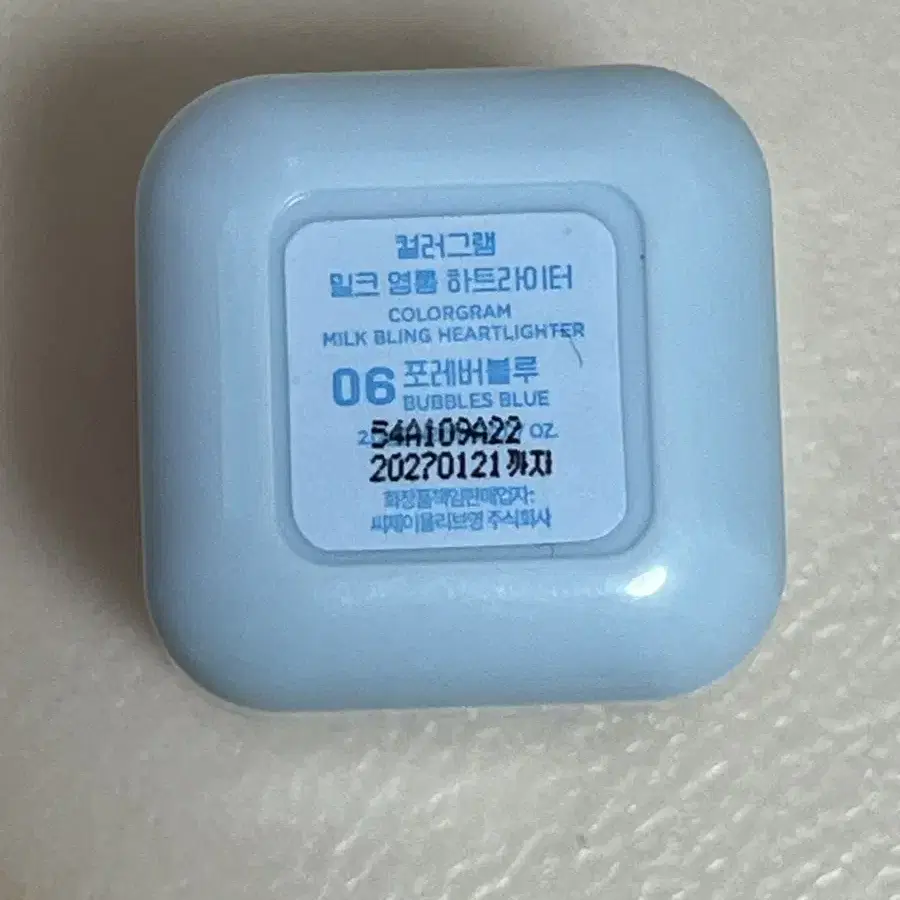 컬러그램
밀크 영롱 하트라이터
COLORGRAM
MILK BLING HEARTLIGHTER
06 포레버블루
BUBBLES BLUE
54A109A22 OZ.
20270121 까지
화장품책임판매업자:
씨제이올리브영 주식회사